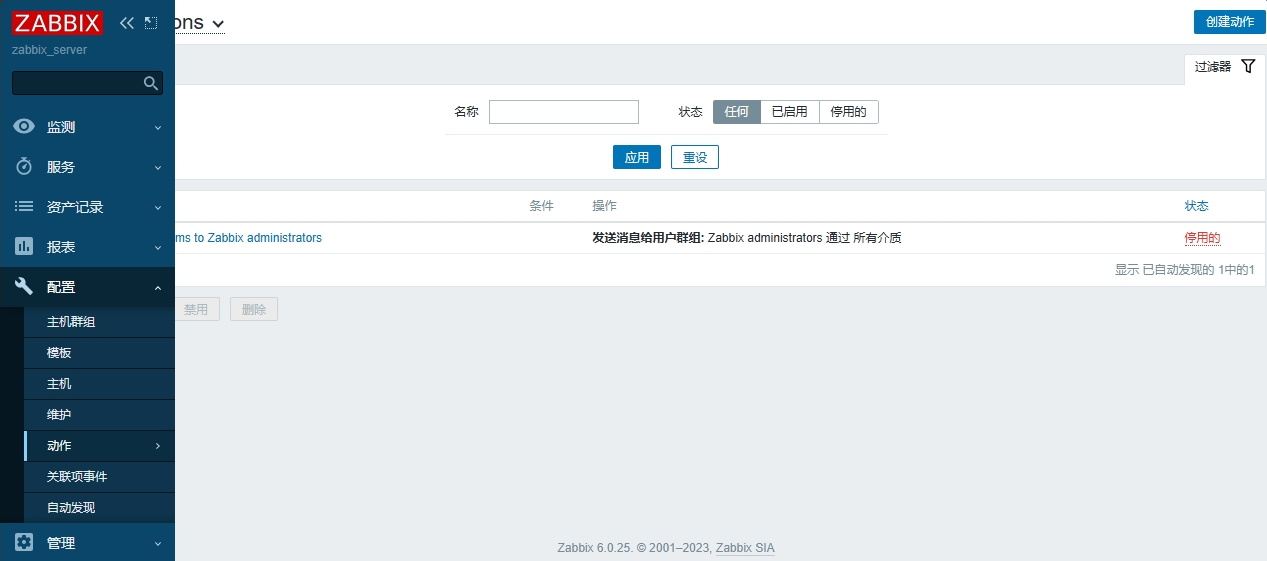 ZABBIX
zabbix_server
监测
服务
资产记录
报表
配置
主机群组
模板
主机
维护
动作
关联项事件
自动发现
管理
ons
创建动作
过滤器
名称
状态 任何 已启用 停用的
应用 重设
条件 操作 状态
ms to Zabbix administrators 发送消息给用户群组: Zabbix administrators 通过 所有介质 停用的
显示 已自动发现的 1中的1
禁用 删除
Zabbix 6.0.25. © 2001–2023, Zabbix SIA